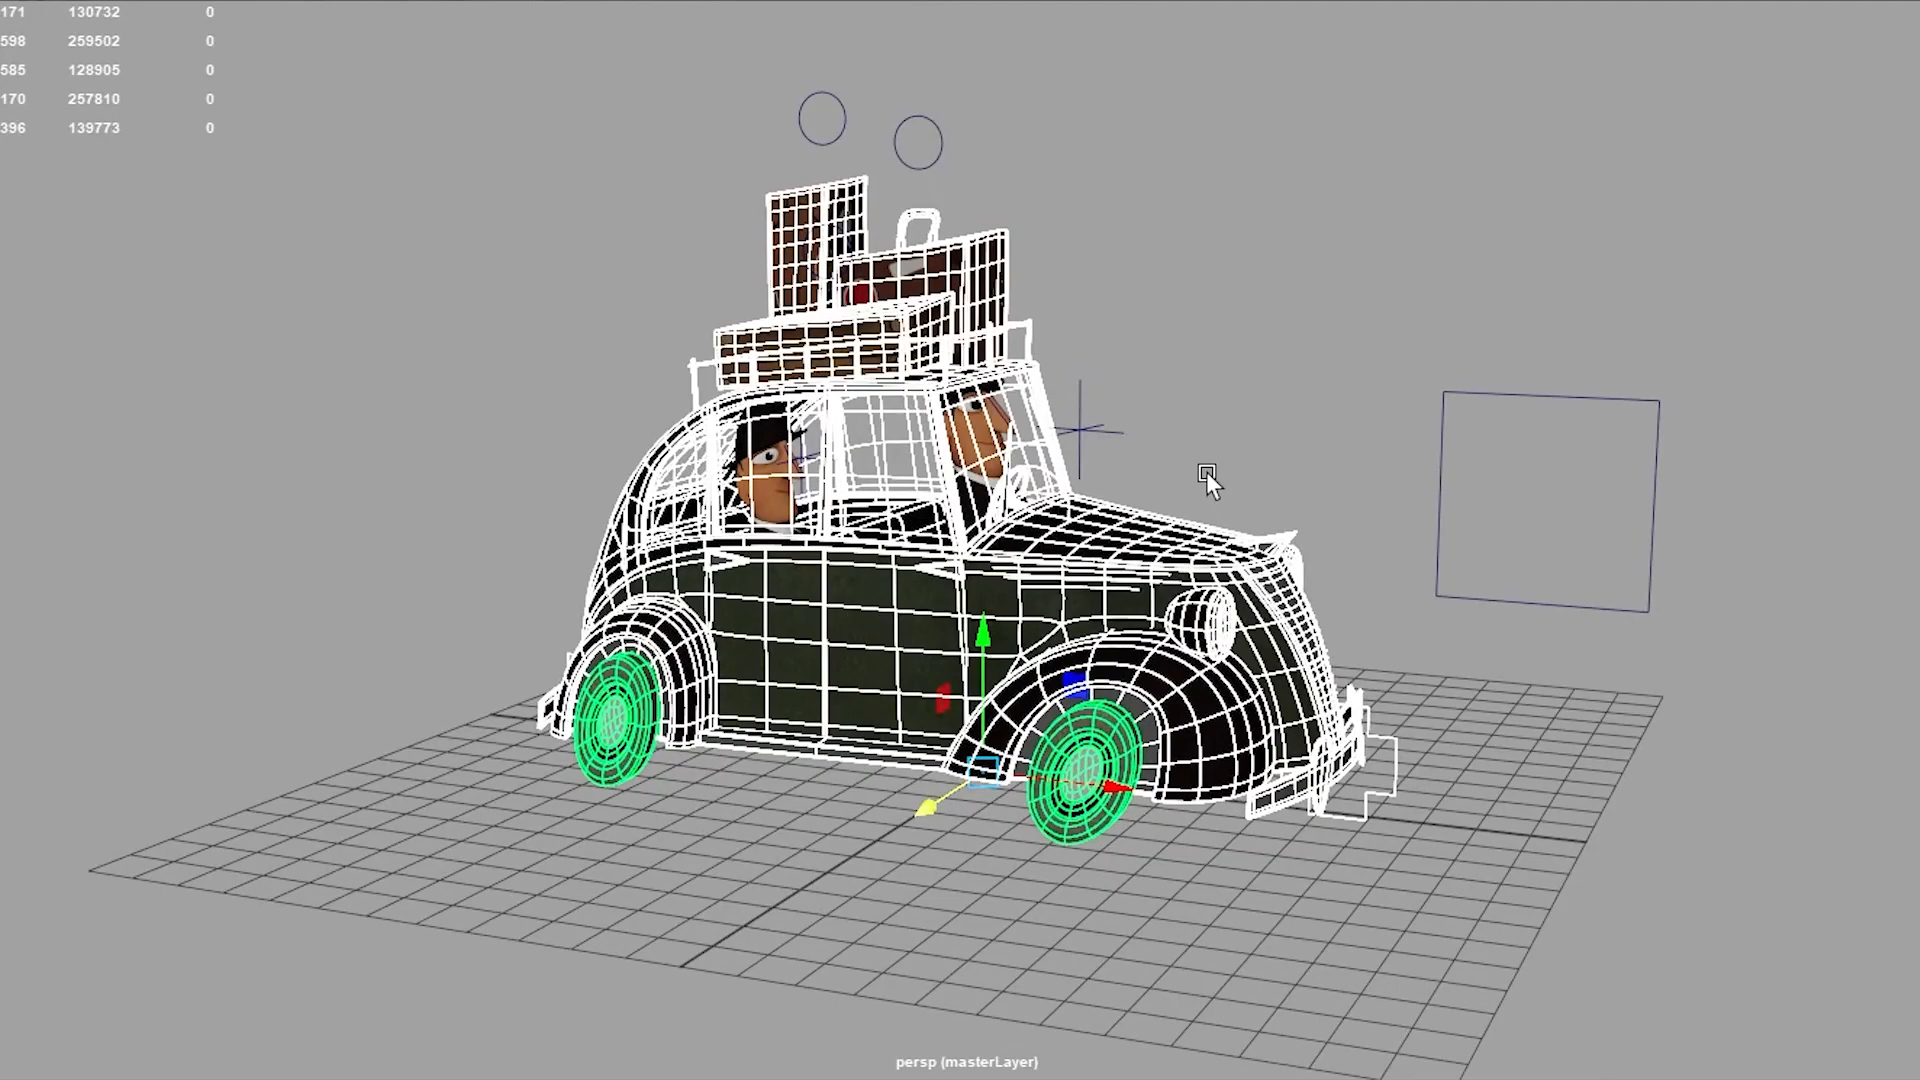 171 130732 0
598 259502 0
585 128905 0
170 257810 0
396 139773 0
persp (masterLayer)